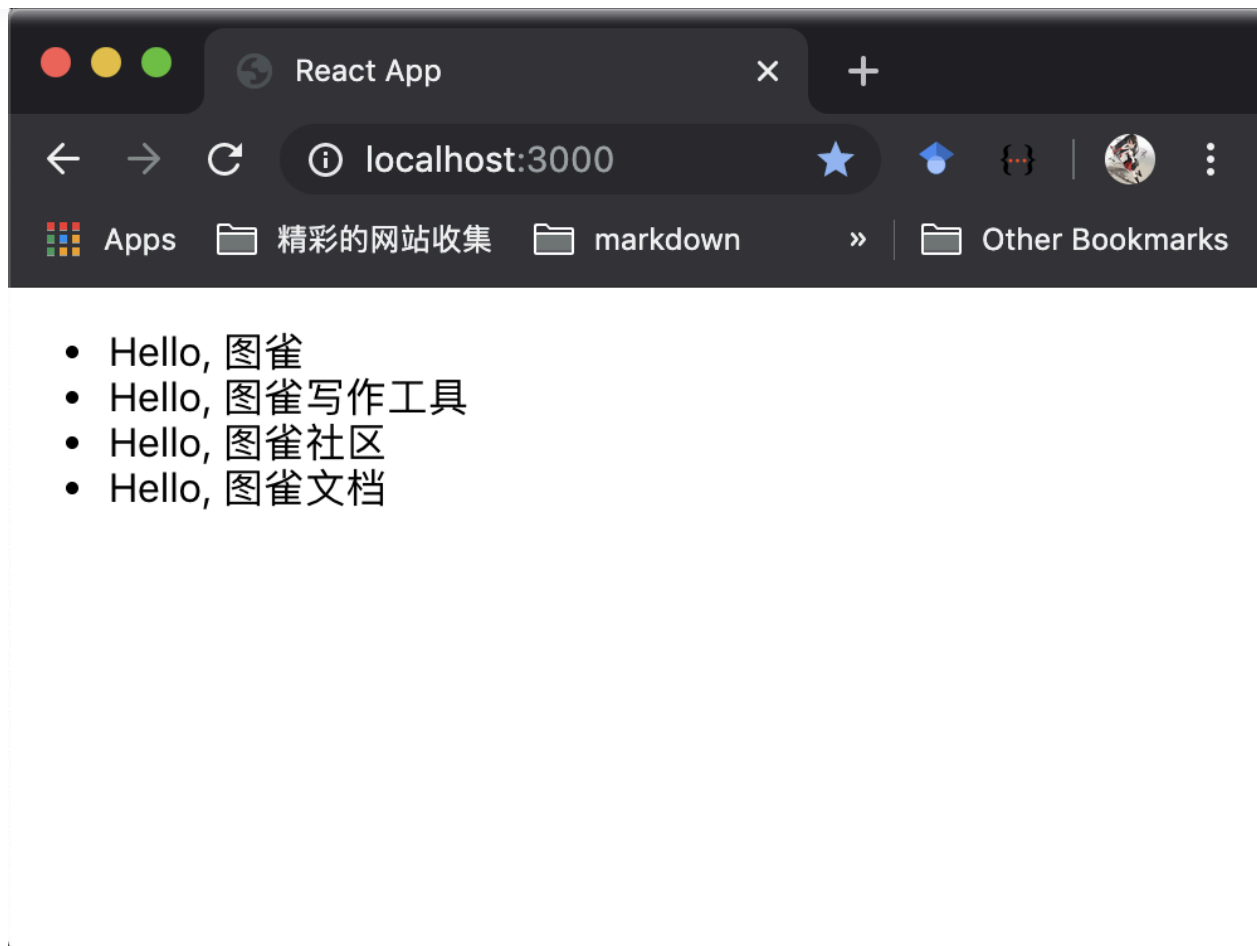 React App
localhost:3000
Apps 精彩的网站收集 markdown » Other Bookmarks
Hello, 图雀
Hello, 图雀写作工具
Hello, 图雀社区
Hello, 图雀文档